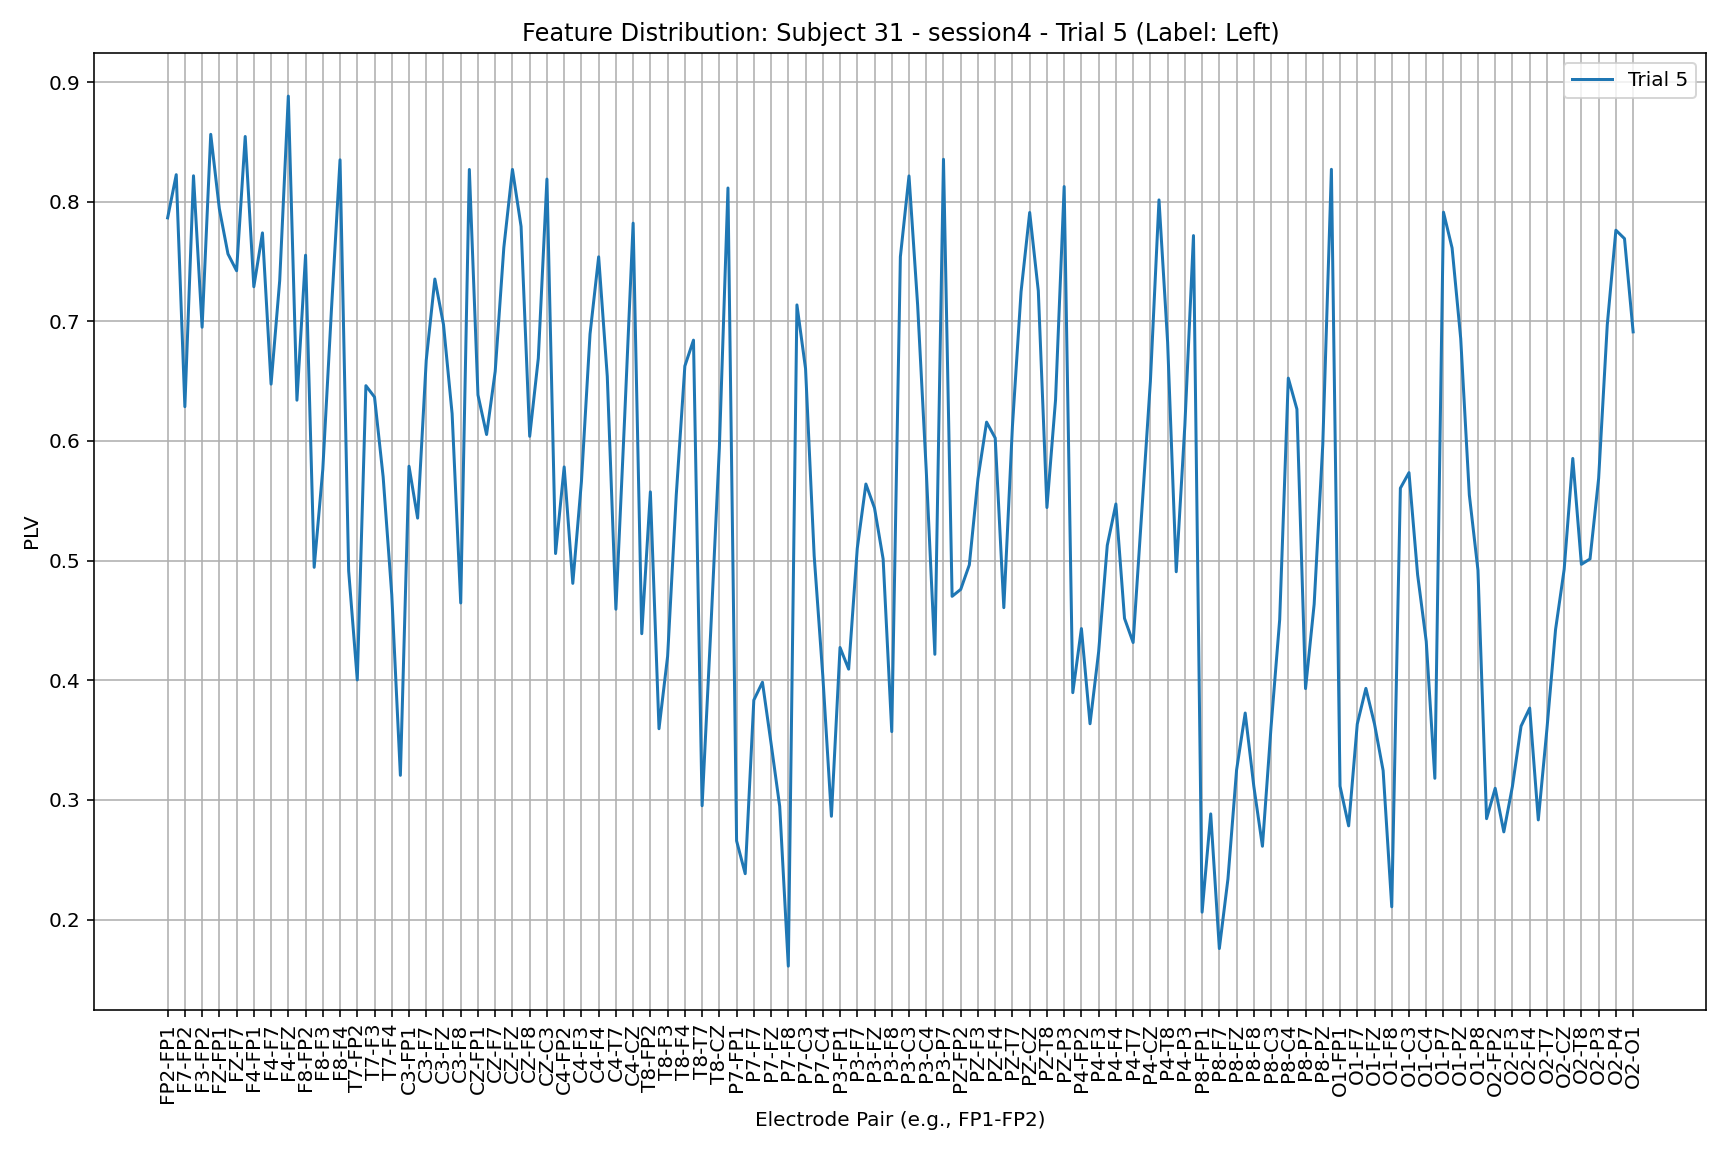 Feature Distribution: Subject 31 - session4 - Trial 5 (Label: Left)
Trial 5
0.9
0.8
0.7
0.6
0.5
0.4
0.3
0.2
PLV
FP2-FP1
F7-FP2
F3-FP2
FZ-FP1
FZ-F7
F4-FP1
F4-F7
F4-FZ
F8-FP2
F8-F3
F8-F4
T7-FP2
T7-F3
T7-F4
C3-FP1
C3-F7
C3-FZ
C3-F8
CZ-FP1
CZ-F7
CZ-FZ
CZ-F8
CZ-C3
C4-FP2
C4-F3
C4-F4
C4-T7
C4-CZ
T8-FP2
T8-F3
T8-F4
T8-T7
T8-CZ
P7-FP1
P7-F7
P7-FZ
P7-F8
P7-C3
P7-C4
P3-FP1
P3-F7
P3-FZ
P3-F8
P3-C3
P3-C4
P3-P7
PZ-FP2
PZ-F3
PZ-F4
PZ-T7
PZ-CZ
PZ-T8
PZ-P3
P4-FP2
P4-F3
P4-F4
P4-T7
P4-CZ
P4-T8
P4-P3
P8-FP1
P8-F7
P8-FZ
P8-F8
P8-C3
P8-C4
P8-P7
P8-PZ
O1-FP1
O1-F7
O1-FZ
O1-F8
O1-C3
O1-C4
O1-P7
O1-PZ
O1-P8
O2-FP2
O2-F3
O2-F4
O2-T7
O2-CZ
O2-T8
O2-P3
O2-P4
O2-O1
Electrode Pair (e.g., FP1-FP2)